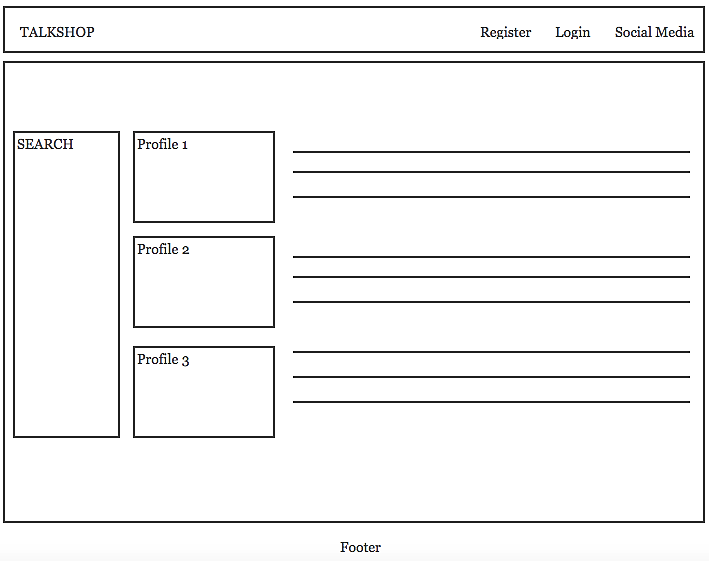 TALKSHOP Register Login Social Media
SEARCH
Profile 1
Profile 2
Profile 3
Footer